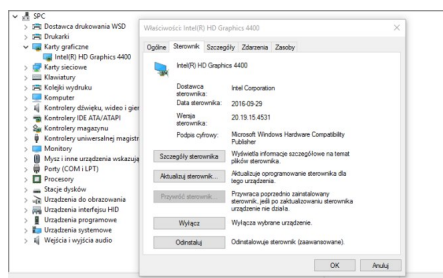 SPC
Dostawca drukowania WSD
Drukarki
Karty graficzne
Intel(R) HD Graphics 4400
Karty sieciowe
Klawiatury
Kolejki wydruku
Komputer
Kontrolery dźwięku, wideo i gier
Kontrolery IDE ATA/ATAPI
Kontrolery magazynu
Kontrolery uniwersalnej magistr
Monitory
Mysz i inne urządzenia wskazują
Porty (COM i LPT)
Procesory
Stacje dysków
Urządzenia do obrazowania
Urządzenia interfejsu HID
Urządzenia programowe
Urządzenia systemowe
Wejścia i wyjścia audio
Właściwości: Intel(R) HD Graphics 4400
Ogólne Sterownik Szczegóły Zdarzenia Zasoby
Intel(R) HD Graphics 4400
Dostawca sterownika: Intel Corporation
Data sterownika: 2016-09-29
Wersja sterownika: 20.19.15.4531
Podpis cyfrowy: Microsoft Windows Hardware Compatibility
Publisher
Szczegóły sterownika Wyświetla informacje szczegółowe na temat
plików sterownika.
Aktualizuj sterownik... Aktualizuje oprogramowanie sterownika dla
tego urządzenia.
Przywróć sterownik... Przywraca poprzednio zainstalowany
sterownik, jeśli po zaktualizowaniu sterownika
urządzenie nie działa.
Wyłącz Wyłącza wybrane urządzenie.
Odinstaluj Odinstalowuje sterownik (zaawansowane).
OK Anuluj